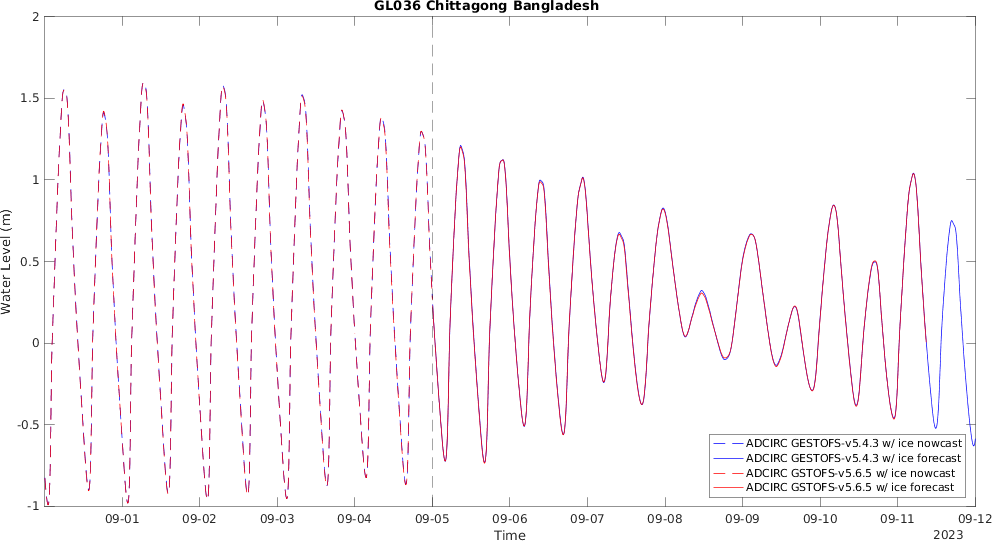 GL036 Chittagong Bangladesh
2
1.5
1
0.5
0
-0.5
-1
Water Level (m)
09-01 09-02 09-03 09-04 09-05 09-06 09-07 09-08 09-09 09-10 09-11 09-12
Time
2023
ADCIRC GESTOFS-v5.4.3 w/ ice nowcast
ADCIRC GESTOFS-v5.4.3 w/ ice forecast
ADCIRC GSTOFS-v5.6.5 w/ ice nowcast
ADCIRC GSTOFS-v5.6.5 w/ ice forecast